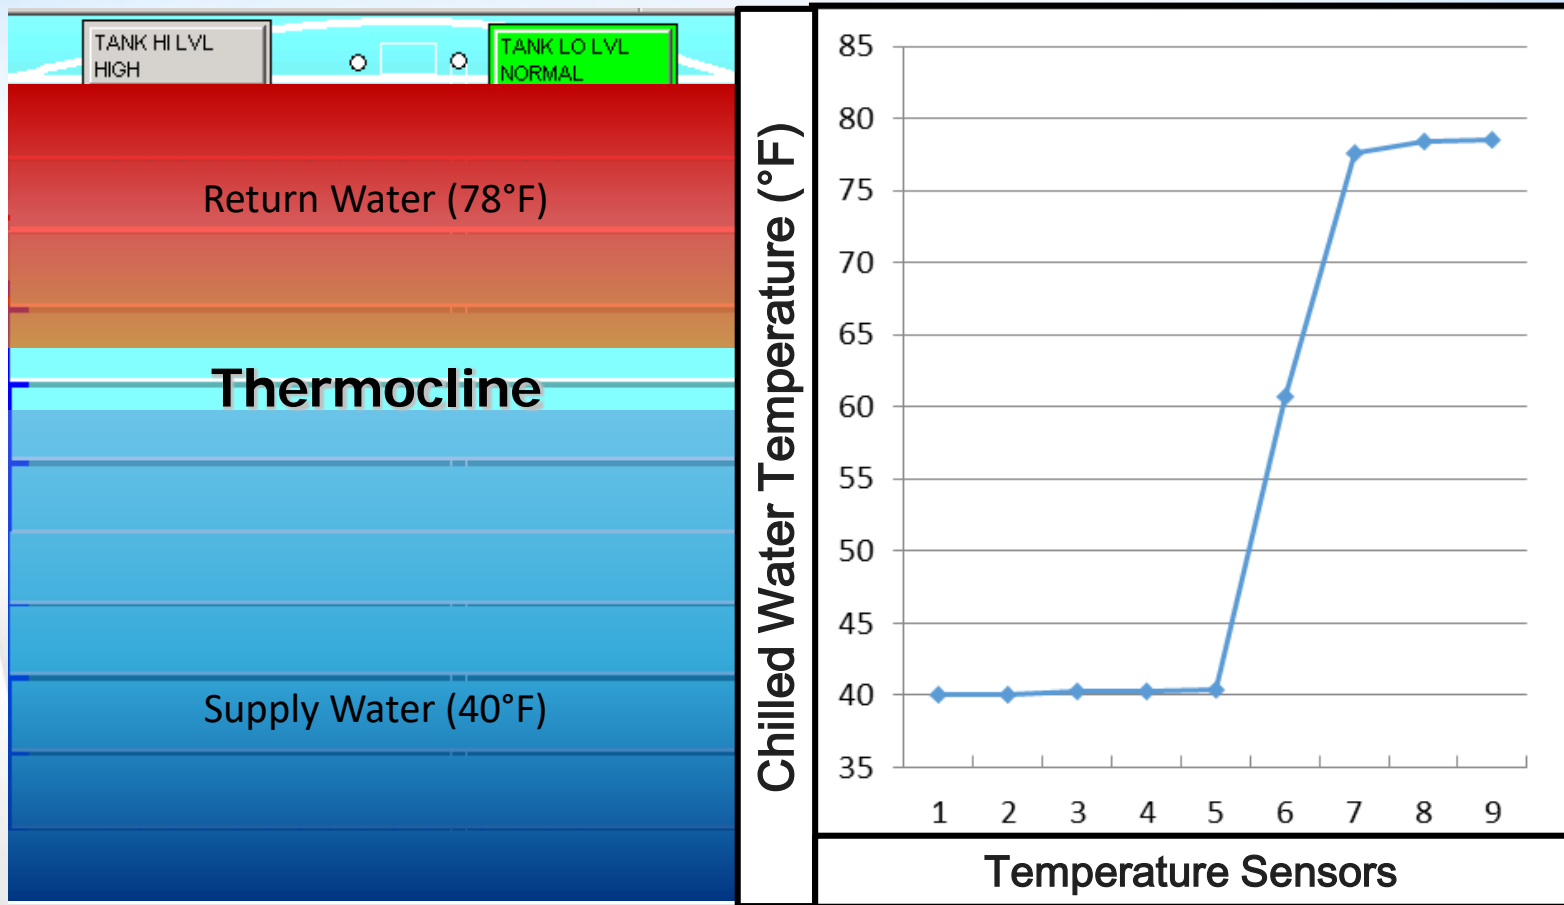 TANK HI LVL
HIGH
TANK LO LVL
NORMAL
Return Water (78°F)
Thermocline
Supply Water (40°F)
Chilled Water Temperature (°F)
85
80
75
70
65
60
55
50
45
40
35
1 2 3 4 5 6 7 8 9
Temperature Sensors